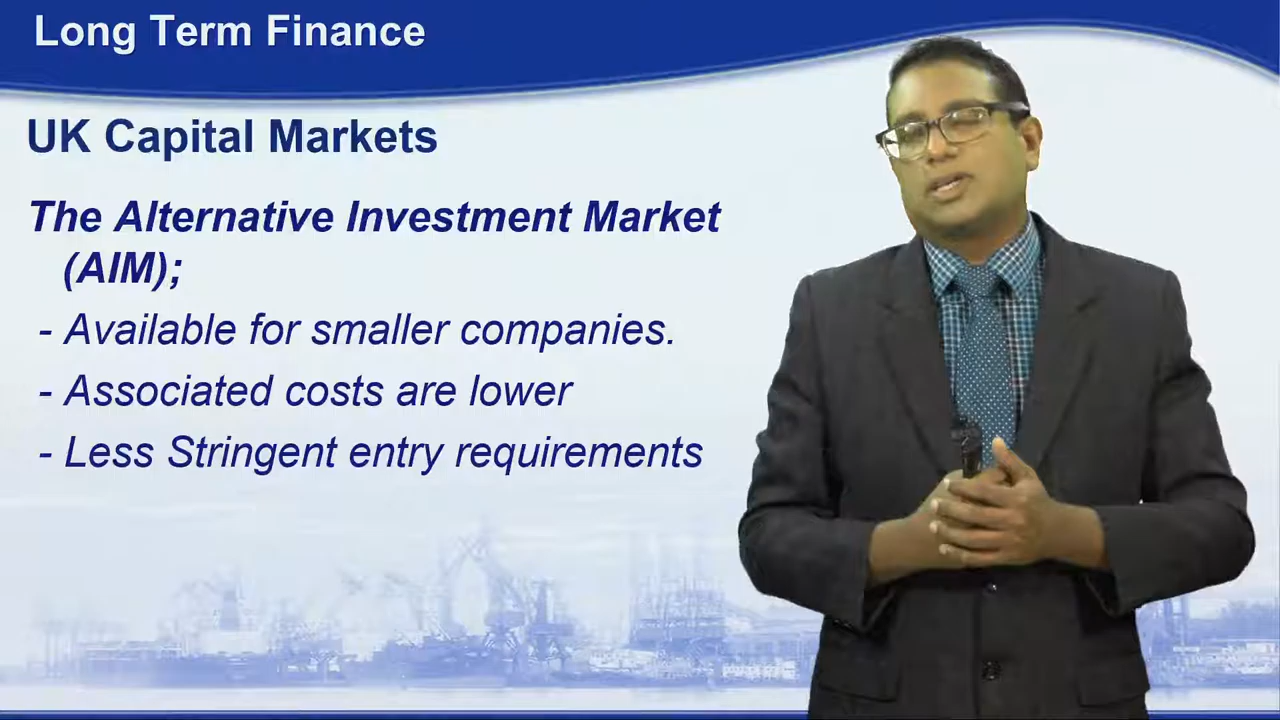 Long Term Finance
UK Capital Markets
The Alternative Investment Market
(AIM);
- Available for smaller companies.
- Associated costs are lower
- Less Stringent entry requirements